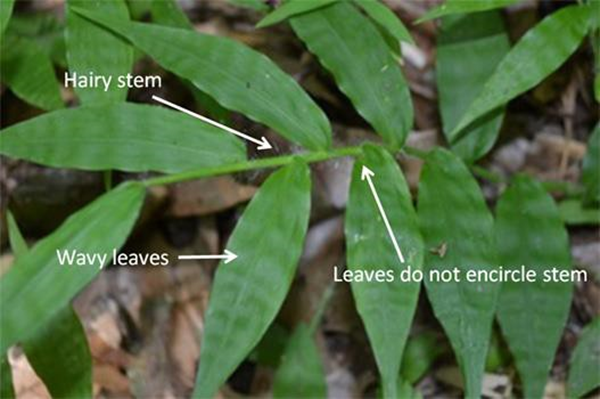 Hairy stem
Wavy leaves
Leaves do not encircle stem